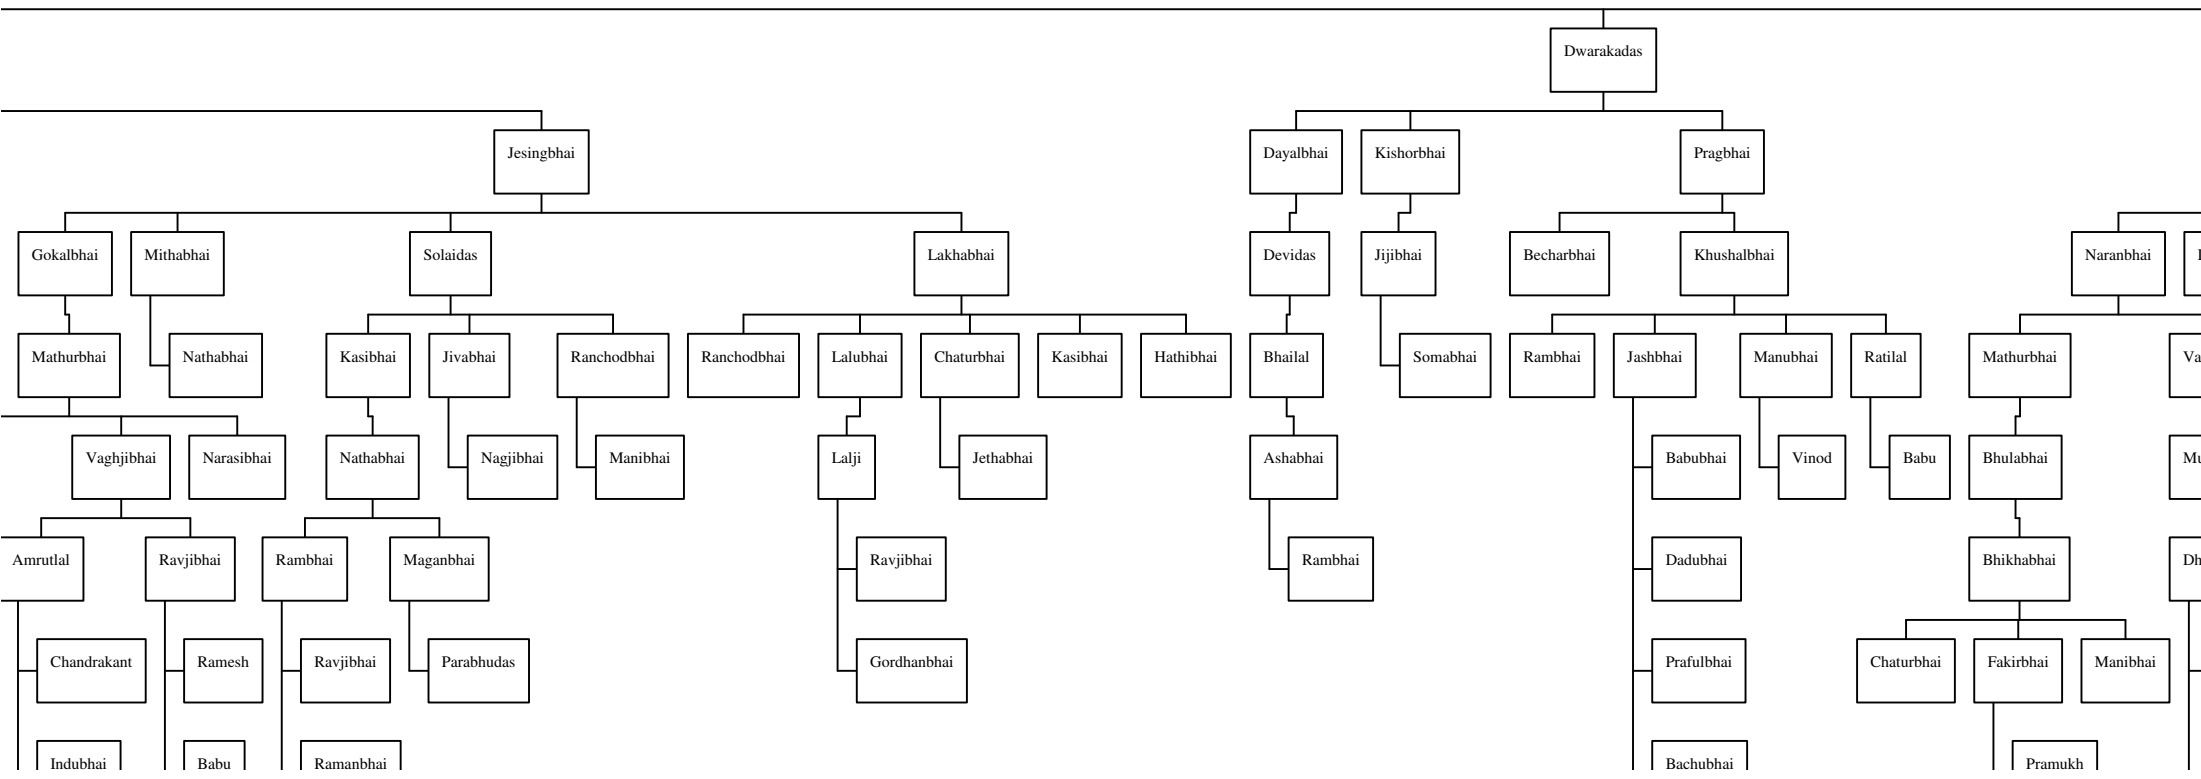 Dwarakadas
Jesingbhai
Dayalbhai
Kishorbhai
Pragbhai
Gokalbhai
Mithabhai
Solaidas
Lakhabhai
Devidas
Jijibhai
Becharbhai
Khushalbhai
Naranbhai
Mathurbhai
Nathabhai
Kasibhai
Jivabhai
Ranchodbhai
Ranchodbhai
Lalubhai
Chaturbhai
Kasibhai
Hathibhai
Bhailal
Somabhai
Rambhai
Jashbhai
Manubhai
Ratilal
Mathurbhai
Va
Vaghjibhai
Narasibhai
Nathabhai
Nagjibhai
Manibhai
Lalji
Jethabhai
Ashabhai
Babubhai
Vinod
Babu
Bhulabhai
Mu
Amrutlal
Ravjibhai
Rambhai
Maganbhai
Ravjibhai
Rambhai
Dadubhai
Bhikhabhai
Dh
Chandrakant
Ramesh
Ravjibhai
Parabhudas
Gordhanbhai
Prafulbhai
Chaturbhai
Fakirbhai
Manibhai
Indubhai
Babu
Ramanbhai
Bachubhai
Pramukh